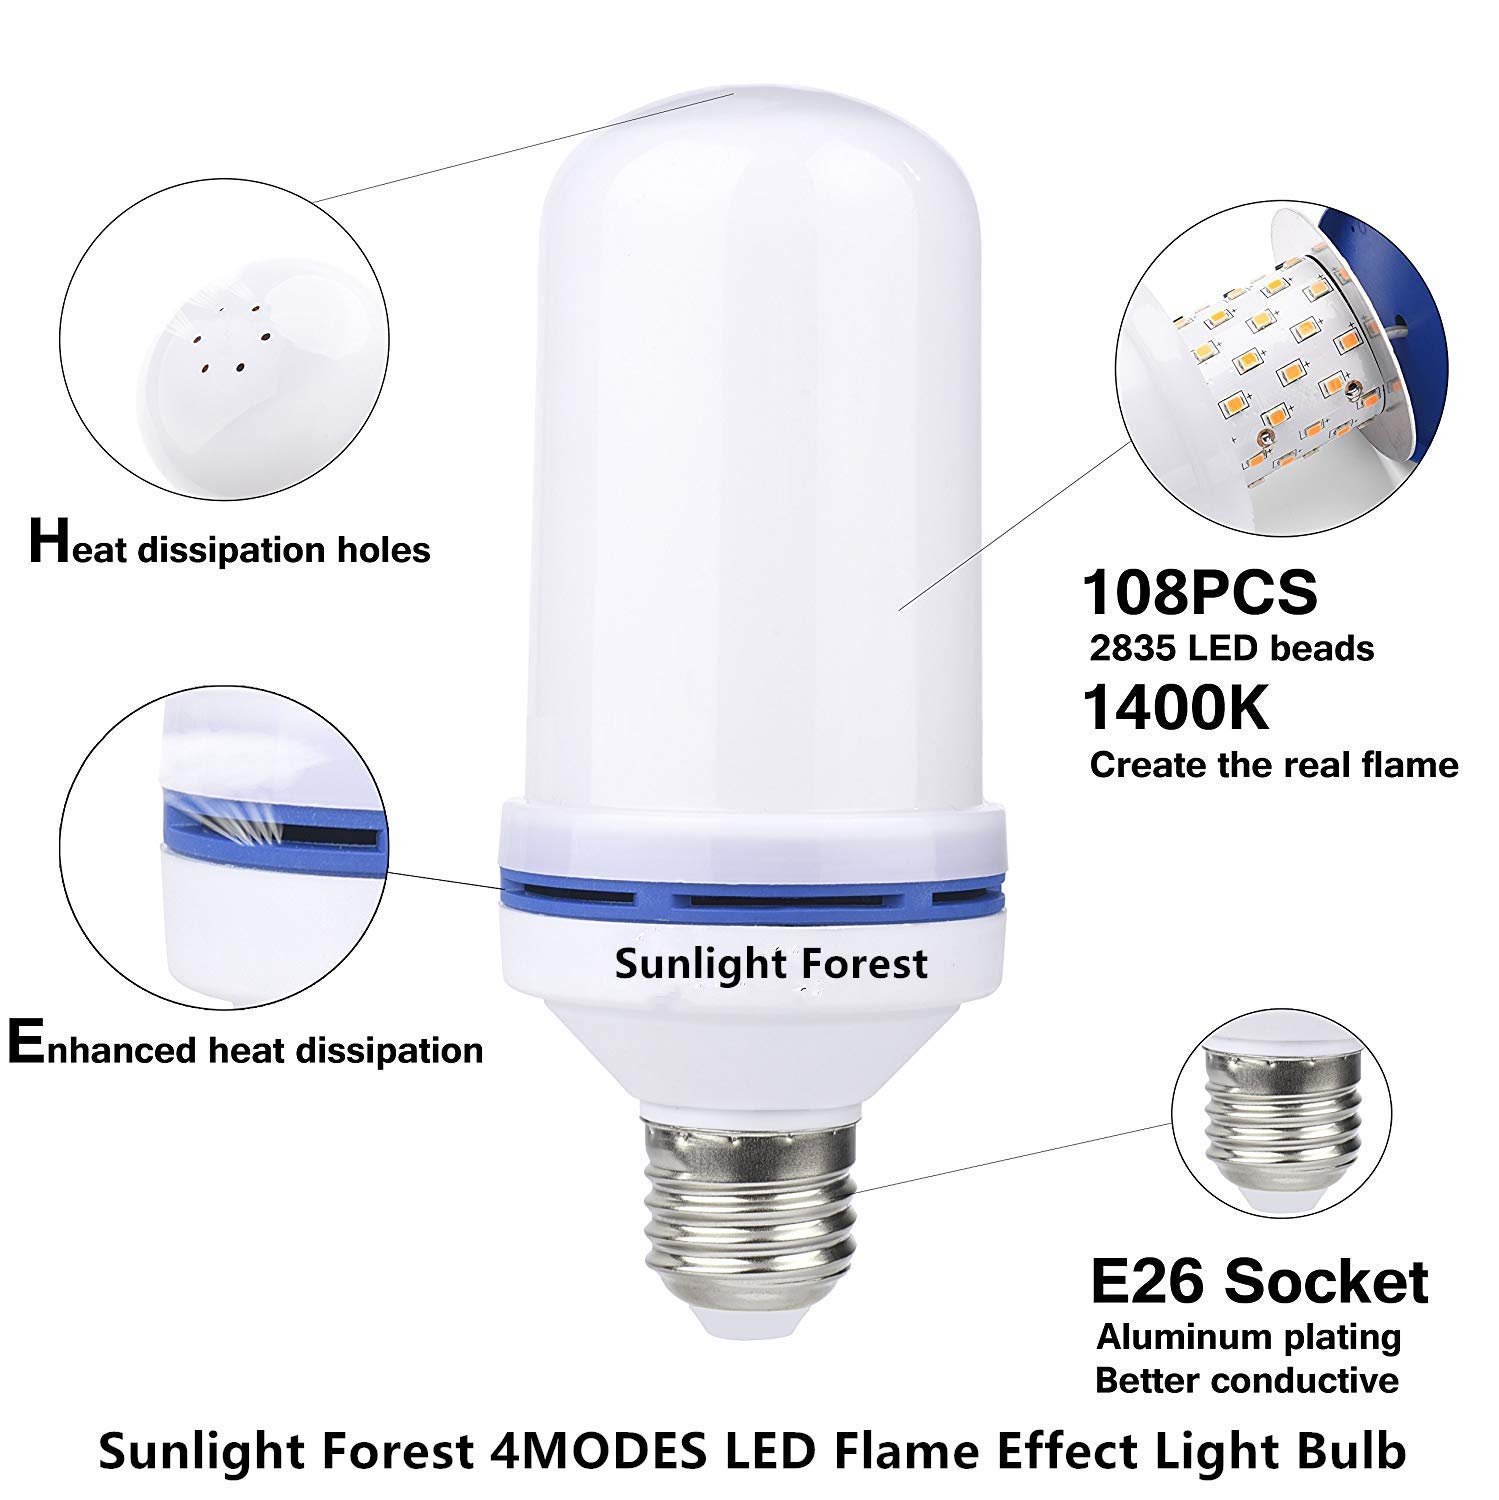 Heat dissipation holes
108PCS
2835 LED beads
1400K
Create the real flame
Sunlight Forest
Enhanced heat dissipation
E26 Socket
Aluminum plating
Better conductive
Sunlight Forest 4MODES LED Flame Effect Light Bulb